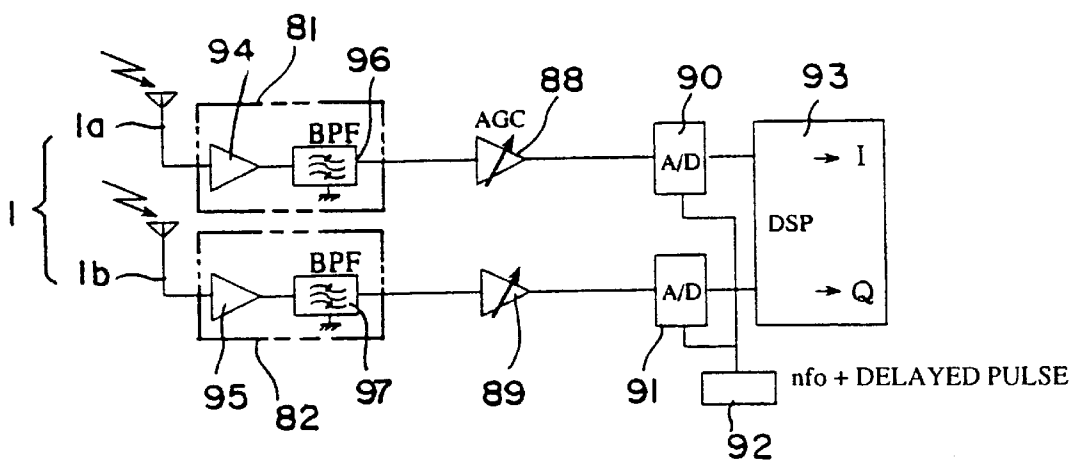 94
81
96
88
90
93
1a
BPF
AGC
A/D
I
1
DSP
1b
BPF
A/D
Q
95
82
97
89
91
92
nfo + DELAYED PULSE